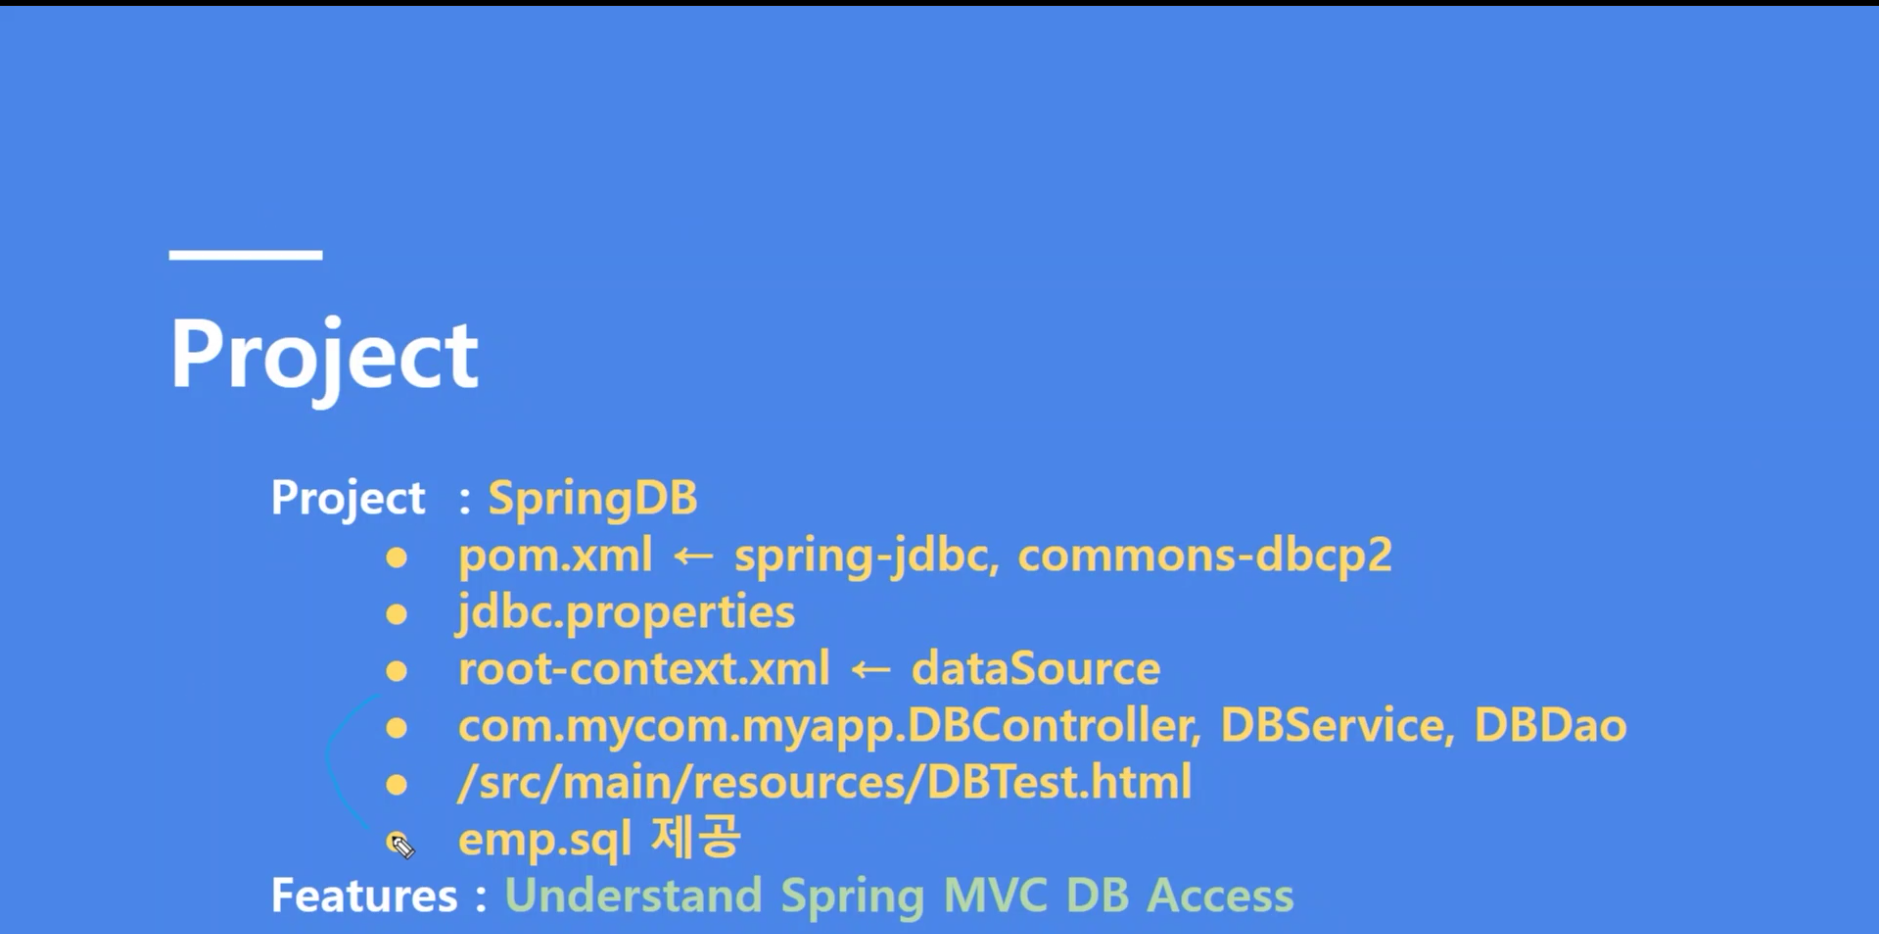 Project
Project : SpringDB
● pom.xml ← spring-jdbc, commons-dbcp2
● jdbc.properties
● root-context.xml ← dataSource
● com.mycom.myapp.DBController, DBService, DBDao
● /src/main/resources/DBTest.html
● emp.sql 제공
Features : Understand Spring MVC DB Access